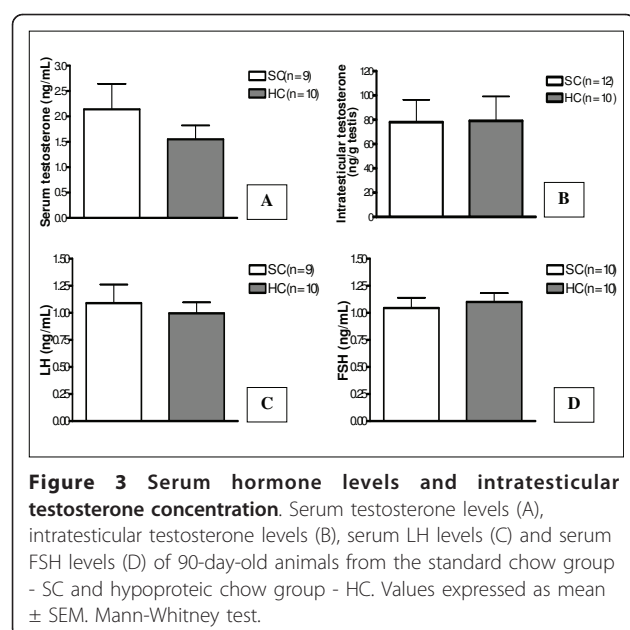 Serum testosterone (ng/mL)
3.0
2.5
2.0
1.5
1.0
0.5
0.0
SC(n=9)
HC(n=10)
A
Intratesticular testosterone
(ng/g testis)
120
100
80
60
40
20
0
SC(n=12)
HC(n=10)
B
LH (ng/mL)
1.50
1.25
1.00
0.75
0.50
0.25
0.00
SC(n=9)
HC(n=10)
C
FSH (ng/mL)
1.50
1.25
1.00
0.75
0.50
0.25
0.00
SC(n=10)
HC(n=10)
D
Figure 3 Serum hormone levels and intratesticular
testosterone concentration. Serum testosterone levels (A),
intratesticular testosterone levels (B), serum LH levels (C) and serum
FSH levels (D) of 90-day-old animals from the standard chow group
- SC and hypoproteic chow group - HC. Values expressed as mean
± SEM. Mann-Whitney test.